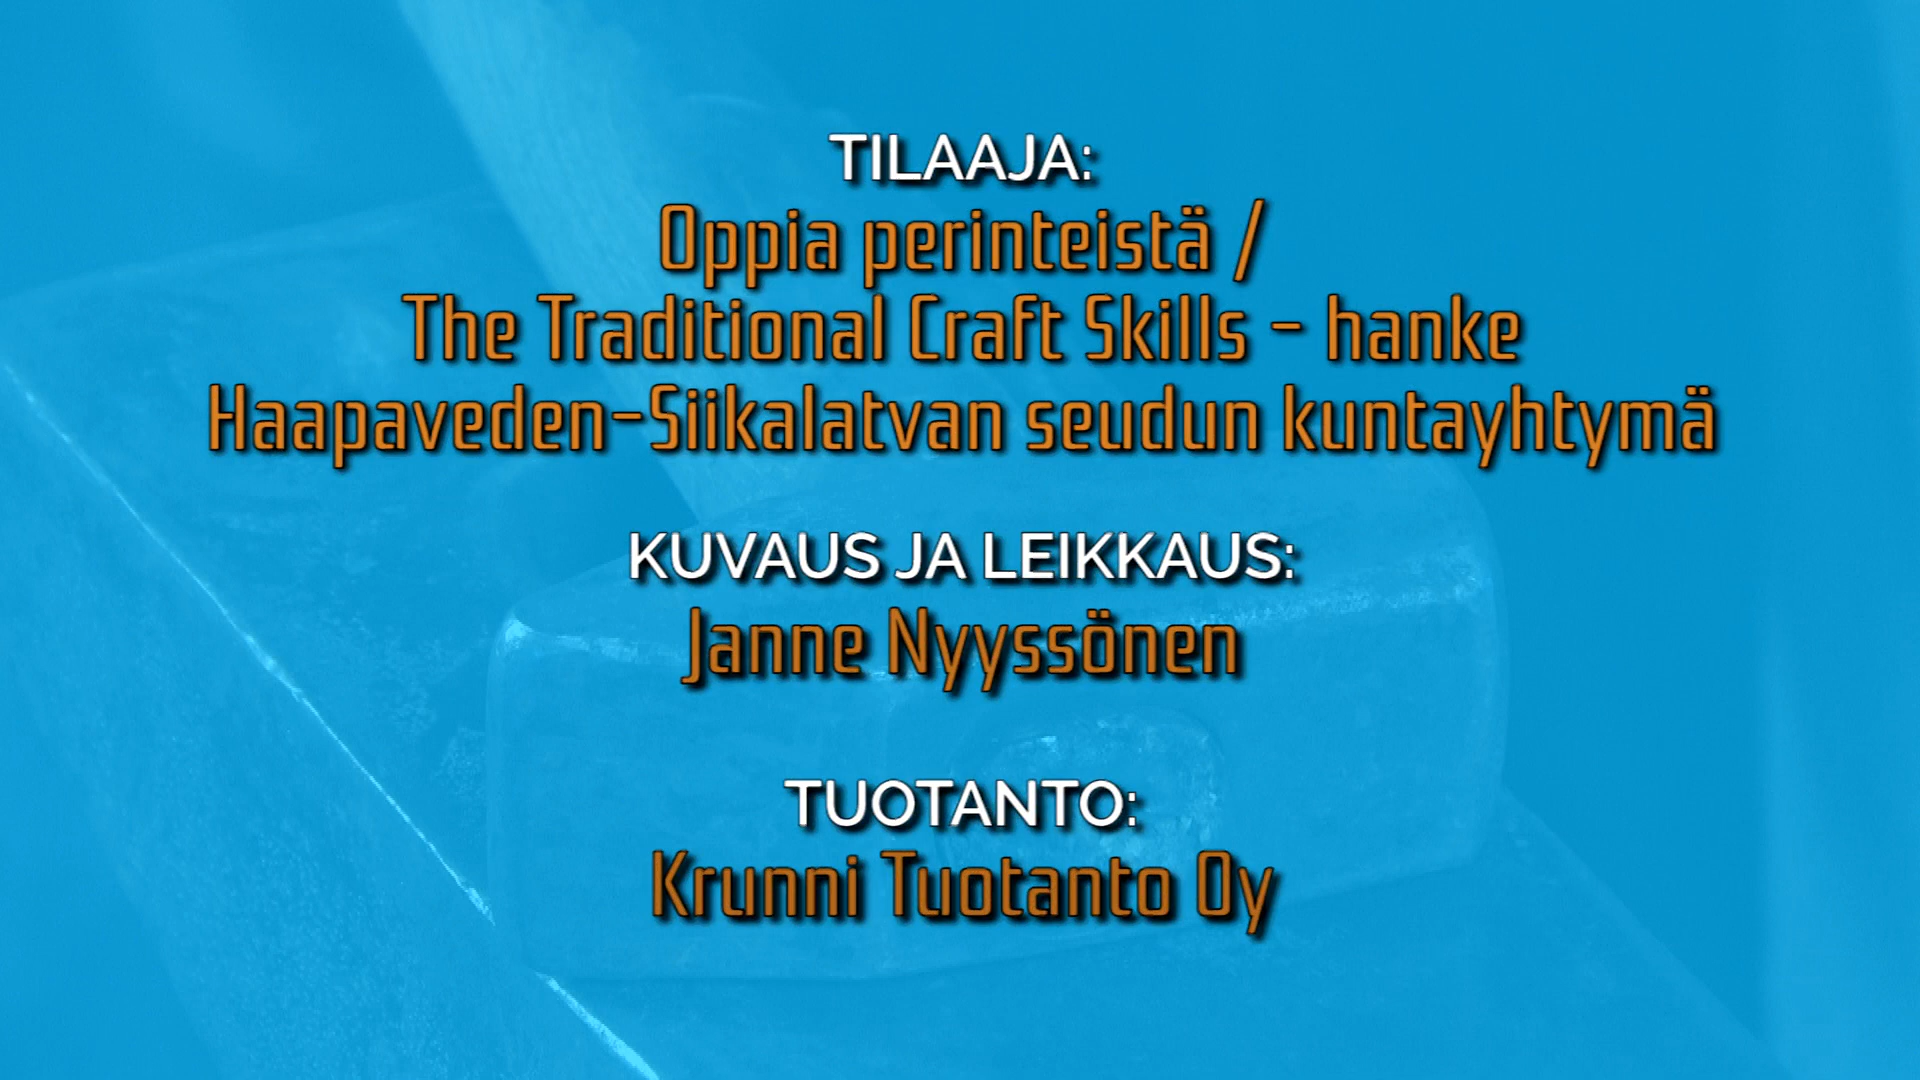 TILAAJA:
Oppia perinteistä /
The Traditional Craft Skills - hanke
Haapaveden-Siikalatvan seudun kuntayhtymä
KUVAUS JA LEIKKAUS:
Janne Nyyssönen
TUOTANTO:
Krunni Tuotanto Oy